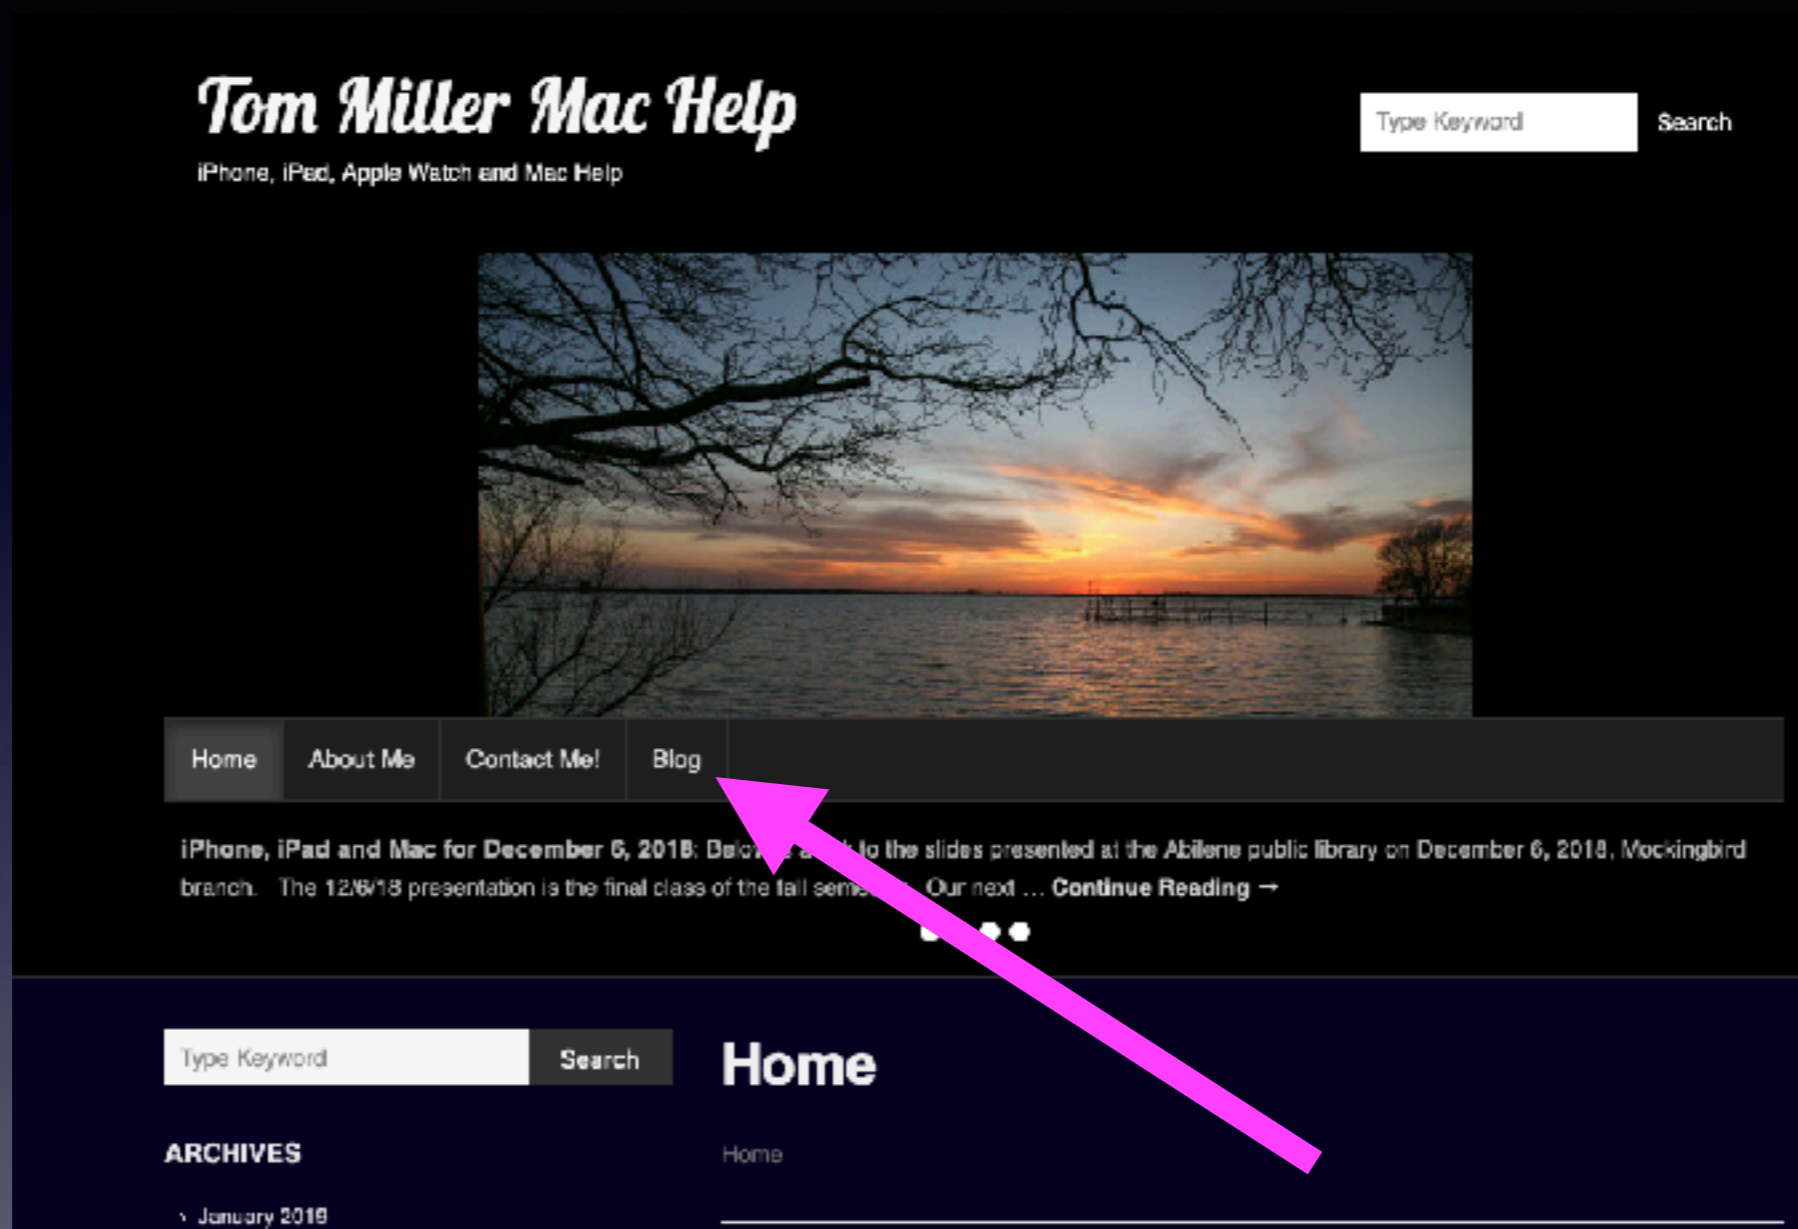 Tom Miller Mac Help
iPhone, iPad, Apple Watch and Mac Help
Type Keyword Search
Home About Me Contact Me! Blog
iPhone, iPad and Mac for December 6, 2018: to the slides presented at the Abilene public library on December 6, 2018, Mockingbird
branch. The 12/6/18 presentation is the final class of the fall Our next ... Continue Reading →
Type Keyword Search
Home
ARCHIVES
Home
› January 2019